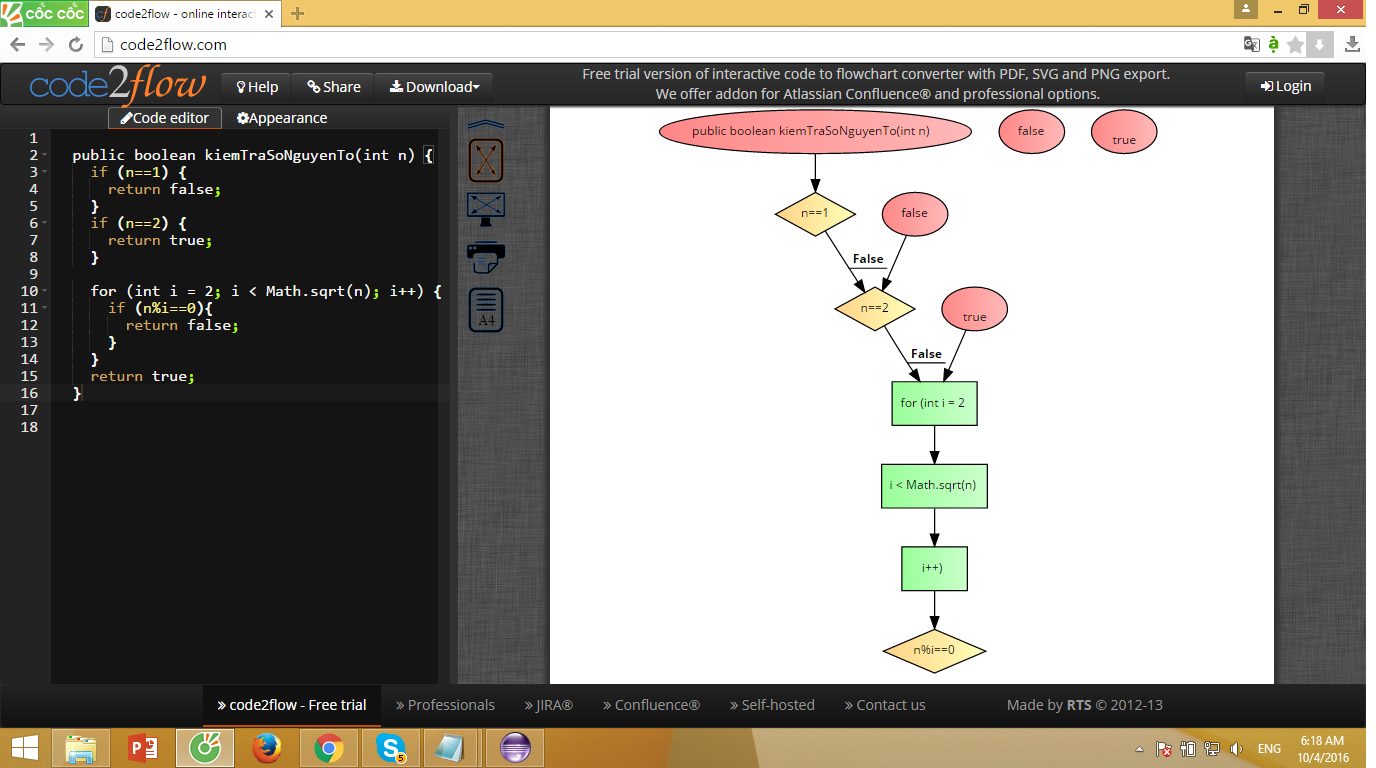 cốc cốc
code2flow - online interact
code2flow.com
code2flow
Help
Share
Download
Free trial version of interactive code to flowchart converter with PDF, SVG and PNG export.
We offer addon for Atlassian Confluence® and professional options.
Login
Code editor
Appearance
1
2 public boolean kiemTraSoNguyenTo(int n) {
3 if (n==1) {
4 return false;
5 }
6 if (n==2) {
7 return true;
8 }
9
10 for (int i = 2; i < Math.sqrt(n); i++) {
11 if (n%i==0){
12 return false;
13 }
14 }
15 return true;
16 }
17
18
A4
public boolean kiemTraSoNguyenTo(int n)
false
true
n==1
false
False
n==2
true
False
for (int i = 2
i < Math.sqrt(n)
i++)
n%i==0
» code2flow - Free trial
» Professionals
» JIRA®
» Confluence®
» Self-hosted
» Contact us
Made by RTS © 2012-13
5
ENG
6:18 AM
10/4/2016